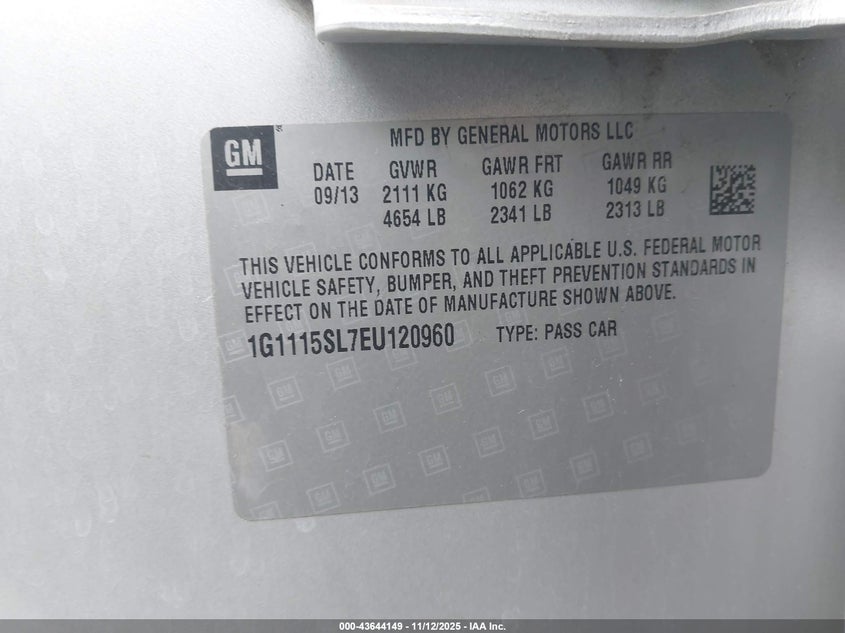 GM
MFD BY GENERAL MOTORS LLC
DATE GVWR GAWR FRT GAWR RR
09/13 2111 KG 1062 KG 1049 KG
4654 LB 2341 LB 2313 LB
THIS VEHICLE CONFORMS TO ALL APPLICABLE U.S. FEDERAL MOTOR
VEHICLE SAFETY, BUMPER, AND THEFT PREVENTION STANDARDS IN
EFFECT ON THE DATE OF MANUFACTURE SHOWN ABOVE.
1G1115SL7EU120960 TYPE: PASS CAR
000-43644149 - 11/12/2025 - IAA Inc.